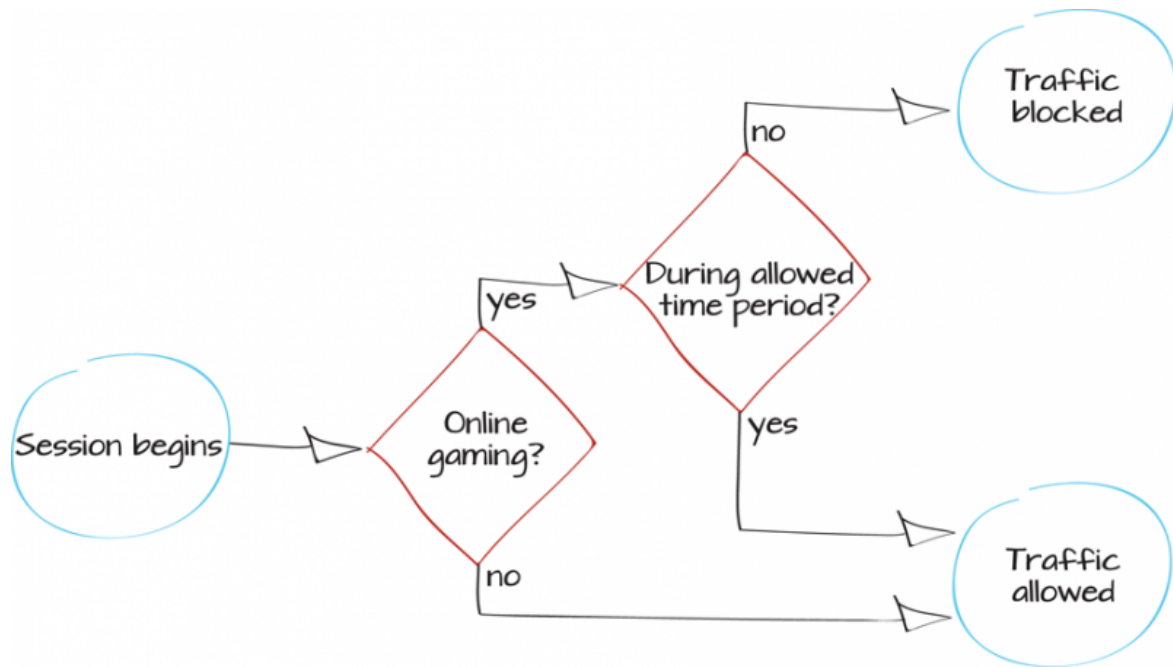 Session begins
Online
gaming?
yes
no
During allowed
time period?
no
yes
Traffic
blocked
Traffic
allowed